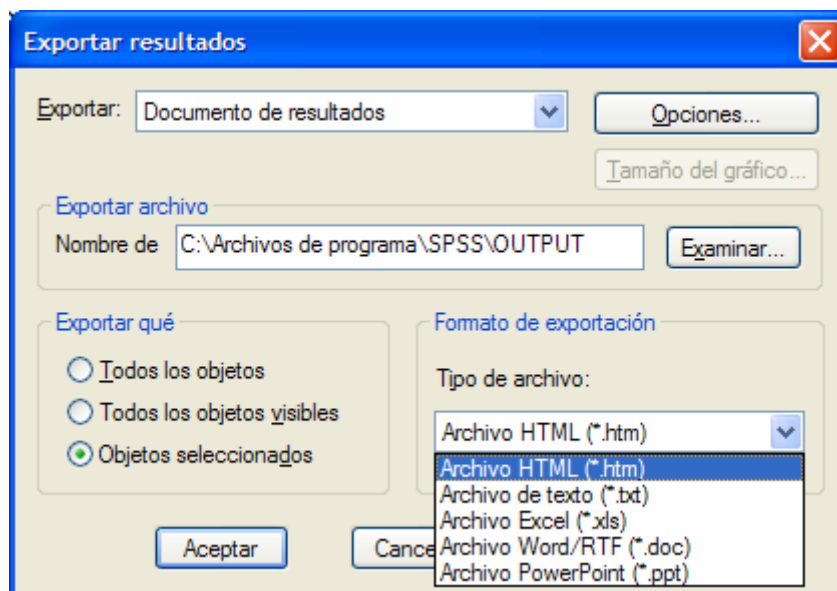 Exportar resultados
Exportar: Documento de resultados
Opciones...
Tamaño del gráfico...
Exportar archivo
Nombre de C:\Archivos de programa\SPSS\OUTPUT
Examinar...
Exportar qué
Todos los objetos
Todos los objetos visibles
Objetos seleccionados
Formato de exportación
Tipo de archivo:
Archivo HTML (*.htm)
Archivo HTML (*.htm)
Archivo de texto (*.txt)
Archivo Excel (*.xls)
Archivo Word/RTF (*.doc)
Archivo PowerPoint (*.ppt)
Aceptar
Cance